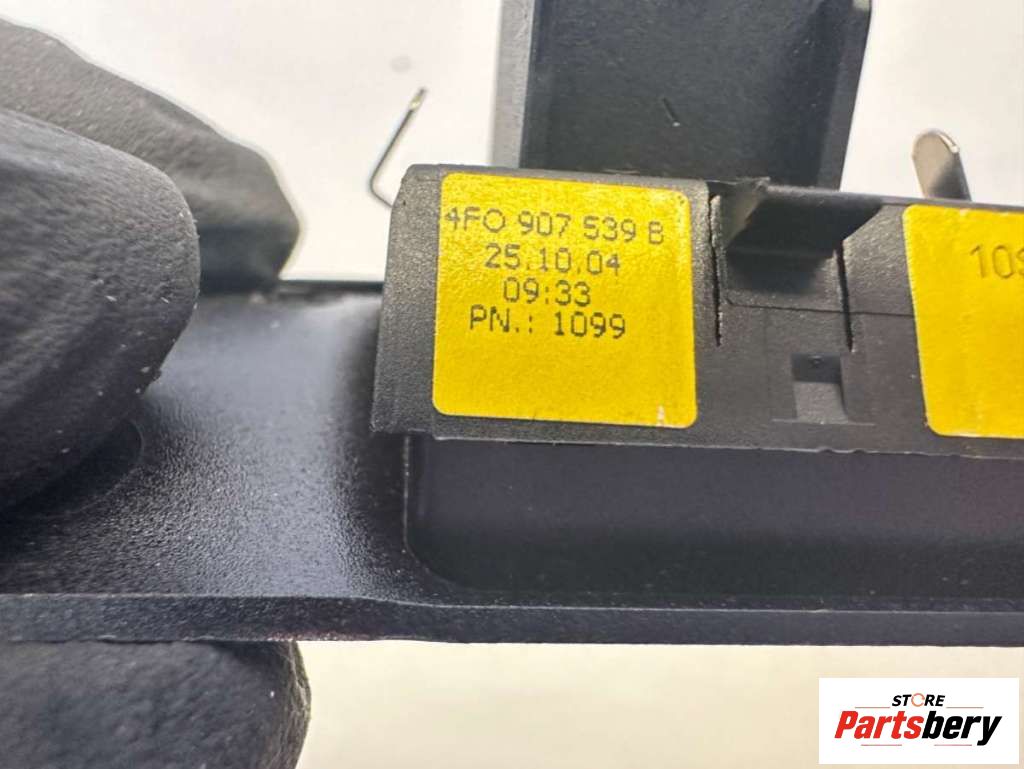 4F0 907 539 B
25.10.04
09:33
PN.: 1099
A
STORE
Partsbery